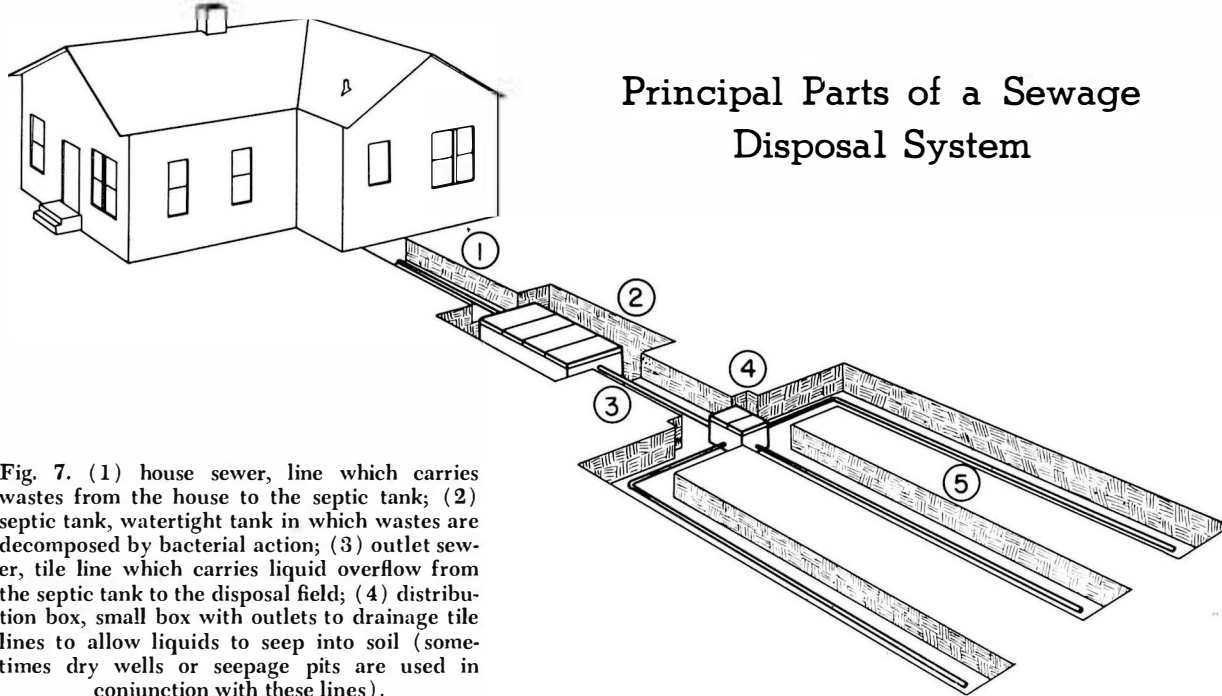 Principal Parts of a Sewage
Disposal System
1
2
3
4
5
Fig. 7. (1) house sewer, line which carries
wastes from the house to the septic tank; (2)
septic tank, watertight tank in which wastes are
decomposed by bacterial action; (3) outlet sew-
er, tile line which carries liquid overflow from
the septic tank to the disposal field; (4) distribu-
tion box, small box with outlets to drainage tile
lines to allow liquids to seep into soil (some-
times dry wells or seepage pits are used in
conjunction with these lines).